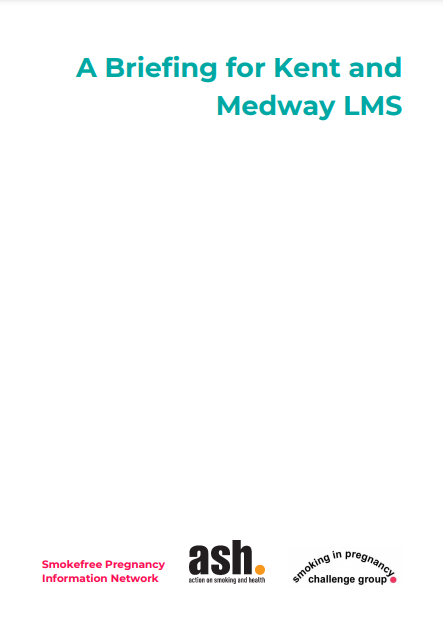 A Briefing for Kent and
Medway LMS
Smokefree Pregnancy
Information Network
ash.
action on smoking and health
smoking in pregnancy
challenge group